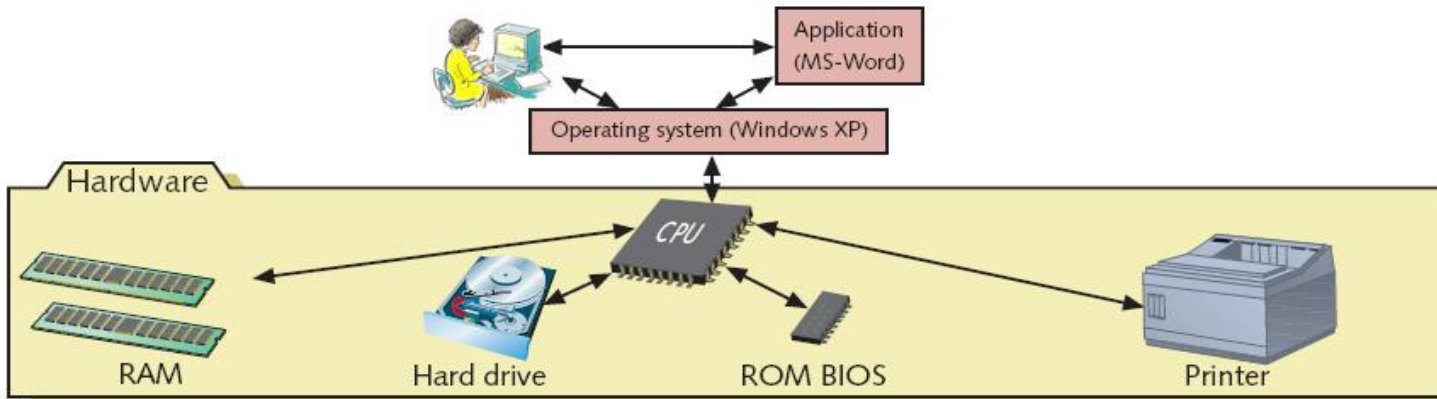 Application
(MS-Word)
Operating system (Windows XP)
Hardware
CPU
RAM
Hard drive
ROM BIOS
Printer